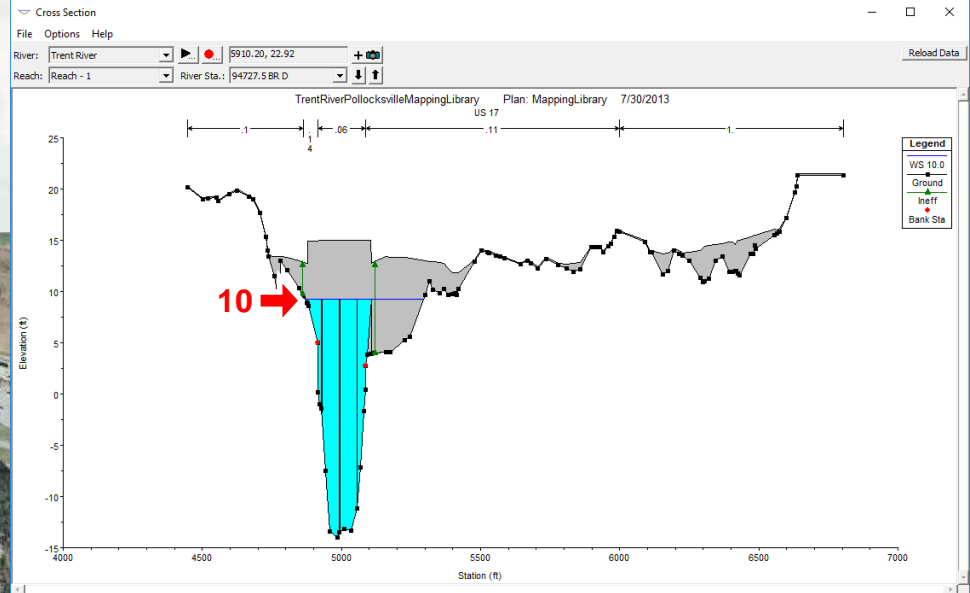 Cross Section
File Options Help
River: Trent River 5910.20, 22.92 Reload Data
Reach: Reach - 1 River Sta.: 94727.5 BR D
TrentRiverPollocksvilleMappingLibrary Plan: MappingLibrary 7/30/2013
US 17
.1 .14 .06 .11 1.
Legend
WS 10.0
Ground
Ineff
Bank Sta
25
20
15
10
5
0
-5
-10
-15
Elevation (ft)
10
4000 4500 5000 5500 6000 6500 7000
Station (ft)